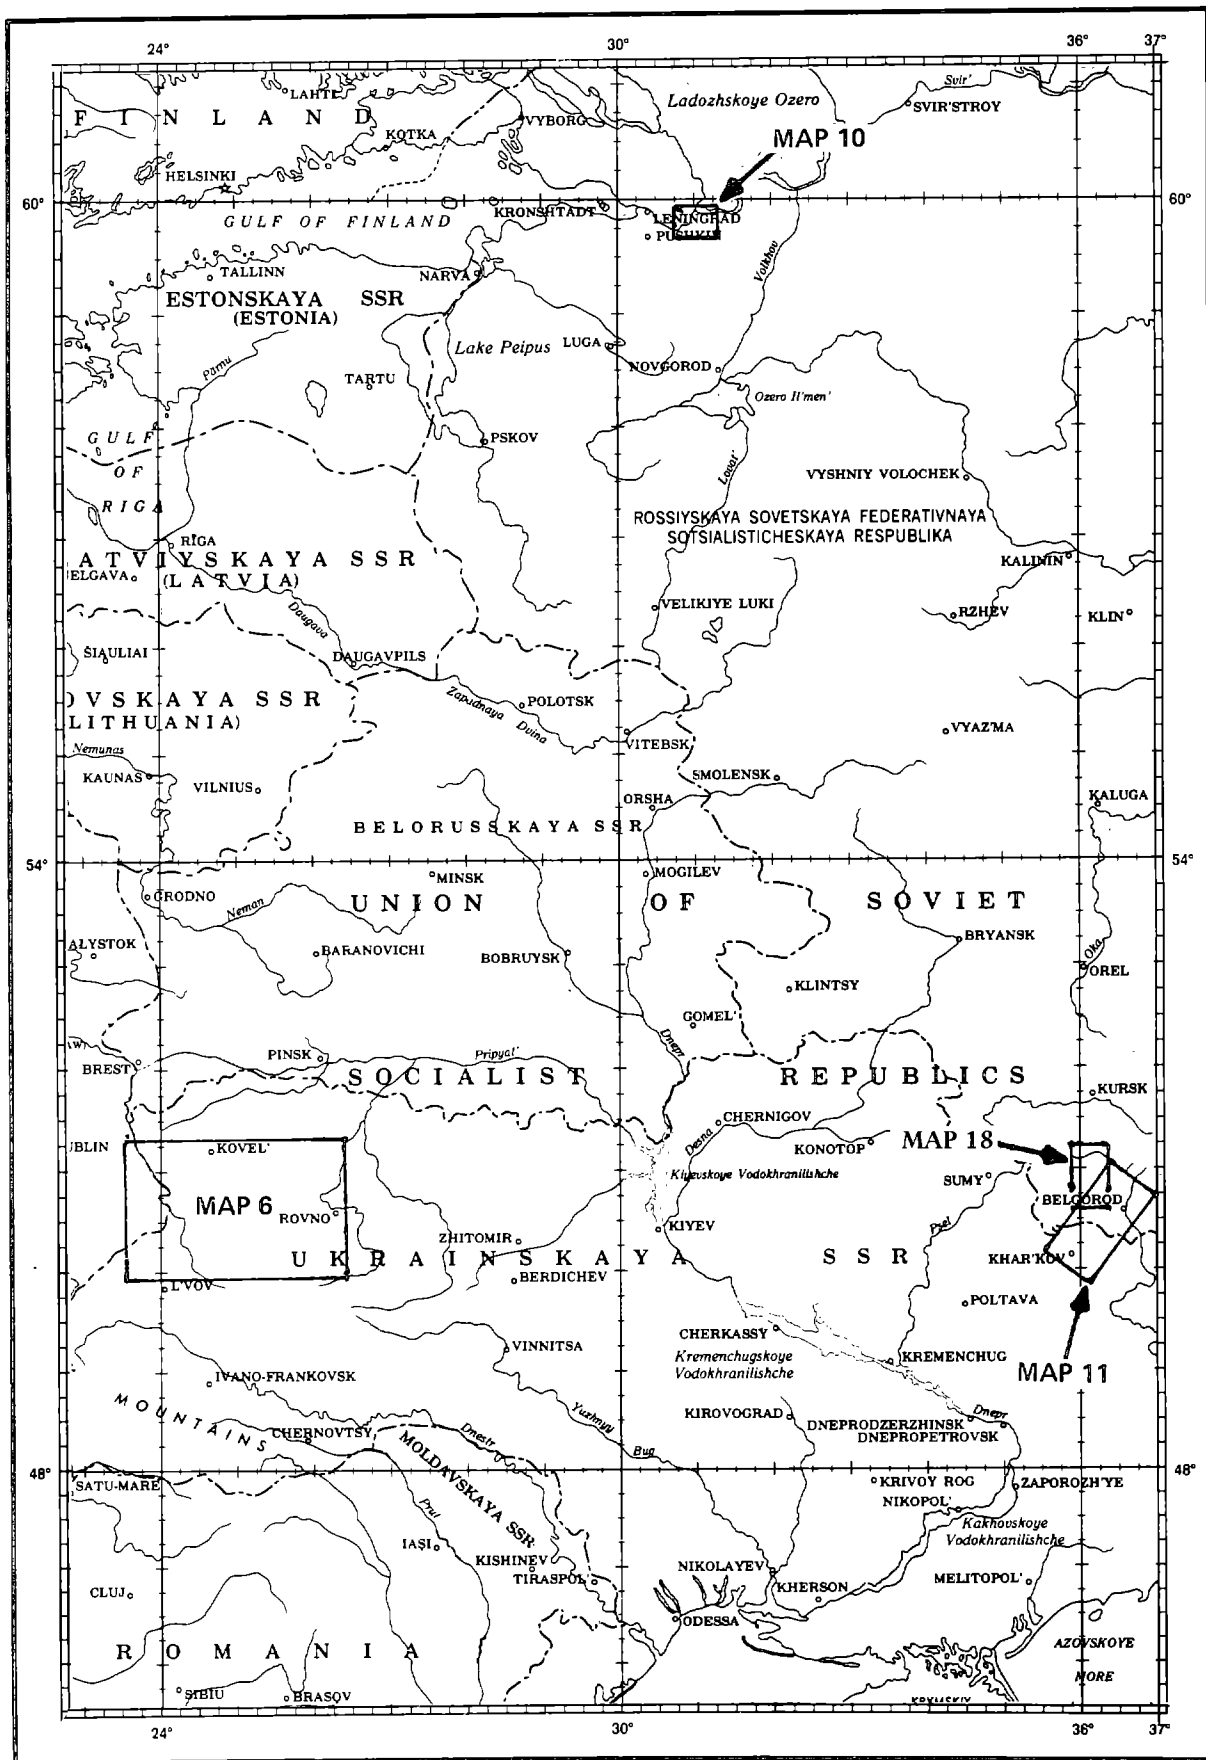 24°
30°
36°
37°
Svir'
LAHTI
Ladozhskoye Ozero
SVIR'STROY
FINLAND
VYBORG
KOTKA
MAP 10
HELSINKI
60°
60°
KRONSHTADT
LENINGRAD
GULF OF FINLAND
PUSHKIN
Volkhov
TALLINN
NARVA
ESTONSKAYA SSR
(ESTONIA)
Lake Peipus
LUGA
Parnu
NOVGOROD
TARTU
Ozero Il'men'
GULF
OF
RIGA
PSKOV
Lovat'
VYSHNIY VOLOCHEK
ROSSIYSKAYA SOVETSKAYA FEDERATIVNAYA
SOTSIALISTICHESKAYA RESPUBLIKA
RĪGA
ATVIYSKAYA SSR
(LATVIA)
KALININ
ELGAVA
Daugava
VELIKIYE LUKI
RZHEV
KLIN
ŠIAULIAI
DAUGAVPILS
OVSKAYA SSR
LITHUANIA)
Zapadnaya
Dvina
POLOTSK
VITEBSK
VYAZ'MA
Nemunas
KAUNAS
VILNIUS
SMOLENSK
ORSHA
KALUGA
BELORUSSKAYA SSR
54°
54°
MINSK
MOGILEV
GRODNO
Neman
UNION OF SOVIET
ALYSTOK
BARANOVICHI
BOBRUYSK
BRYANSK
Oka
OREL
KLINTSY
GOMEL'
Dnepr
AW)
BREST
PINSK
Pripyat'
SOCIALIST REPUBLICS
KURSK
CHERNIGOV
Desna
KONOTOP
MAP 18
UBLIN
KOVEL'
Kiyevskoye Vodokhranilishche
SUMY
BELGOROD
MAP 6
ROVNO
KIYEV
Psel
ZHITOMIR
UKRAINSKAYA SSR
KHAR'KOV
L'VOV
BERDICHEV
POLTAVA
VINNITSA
CHERKASSY
Kremenchugskoye
Vodokhranilishche
KREMENCHUG
MAP 11
IVANO-FRANKOVSK
MOUNTAINS
CHERNOVTSY
Dnestr
Yuzhnyy
Bug
KIROVOGRAD
Dnepr
DNEPRODZERZHINSK
DNEPROPETROVSK
MOLDAVSKAYA SSR
48°
48°
SATU-MARE
Prut
KRIVOY ROG
ZAPOROZH'YE
NIKOPOL'
Kakhovskoye
Vodokhranilishche
IAŞI
KISHINEV
TIRASPOL
NIKOLAYEV
KHERSON
MELITOPOL'
CLUJ
ODESSA
ROMANIA
AZOVSKOYE
MORE
SIBIU
BRASOV
24°
30°
36°
37°